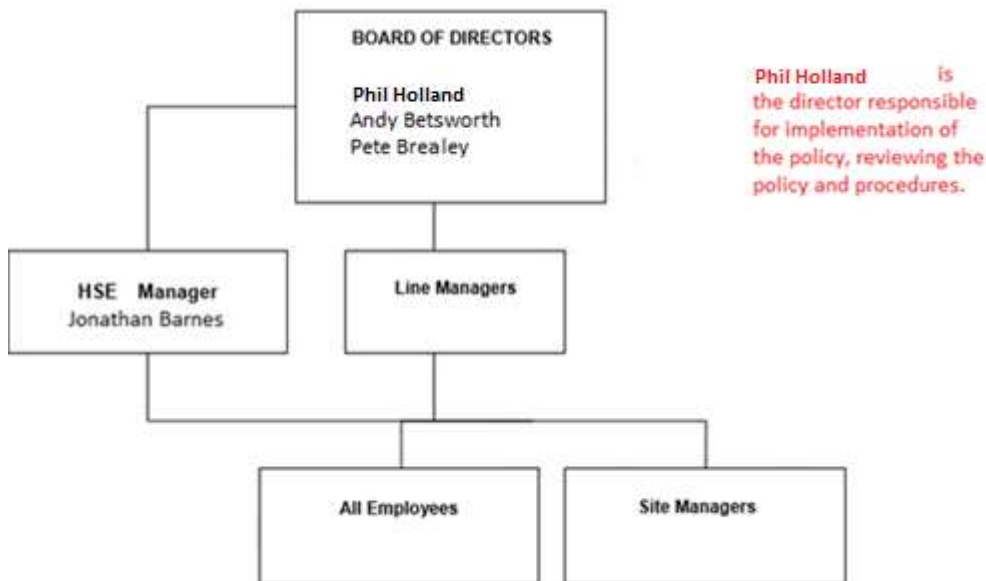 BOARD OF DIRECTORS
Phil Holland
Andy Betsworth
Pete Brealey
Phil Holland is
the director responsible
for implementation of
the policy, reviewing the
policy and procedures.
HSE Manager
Jonathan Barnes
Line Managers
All Employees
Site Managers